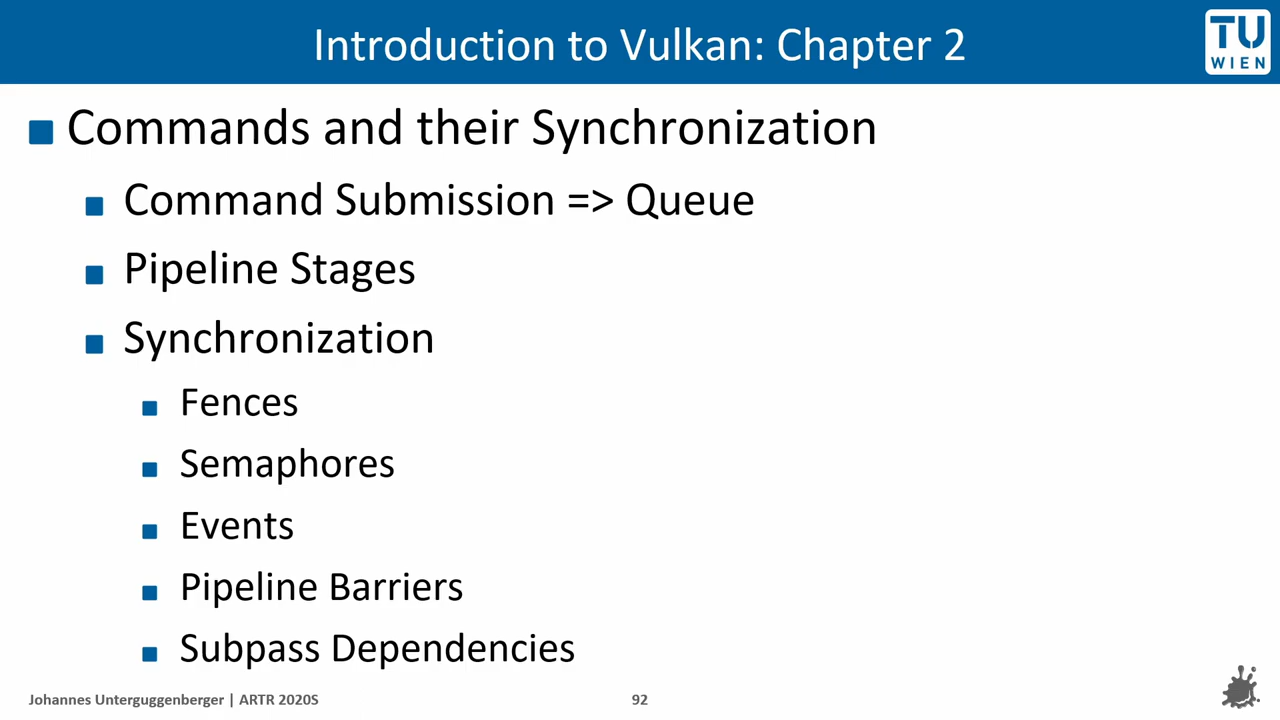 Introduction to Vulkan: Chapter 2
TU
WIEN
Commands and their Synchronization
Command Submission => Queue
Pipeline Stages
Synchronization
Fences
Semaphores
Events
Pipeline Barriers
Subpass Dependencies
Johannes Unterguggenberger | ARTR 2020S
92